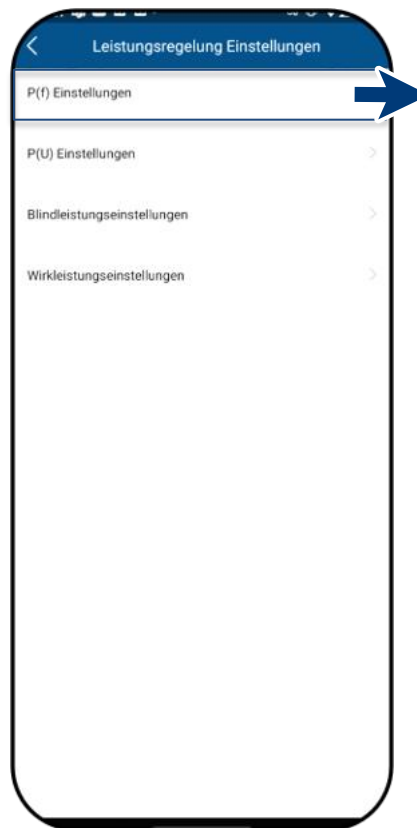 Leistungsregelung Einstellungen
P(f) Einstellungen
P(U) Einstellungen
Blindleistungseinstellungen
Wirkleistungseinstellungen